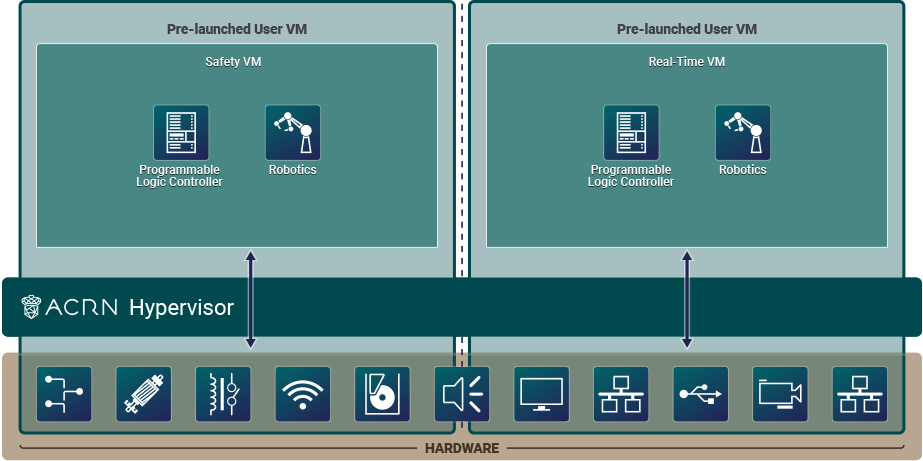 Pre-launched User VM
Safety VM
Programmable
Logic Controller
Robotics
Pre-launched User VM
Real-Time VM
Programmable
Logic Controller
Robotics
ACRN Hypervisor
HARDWARE